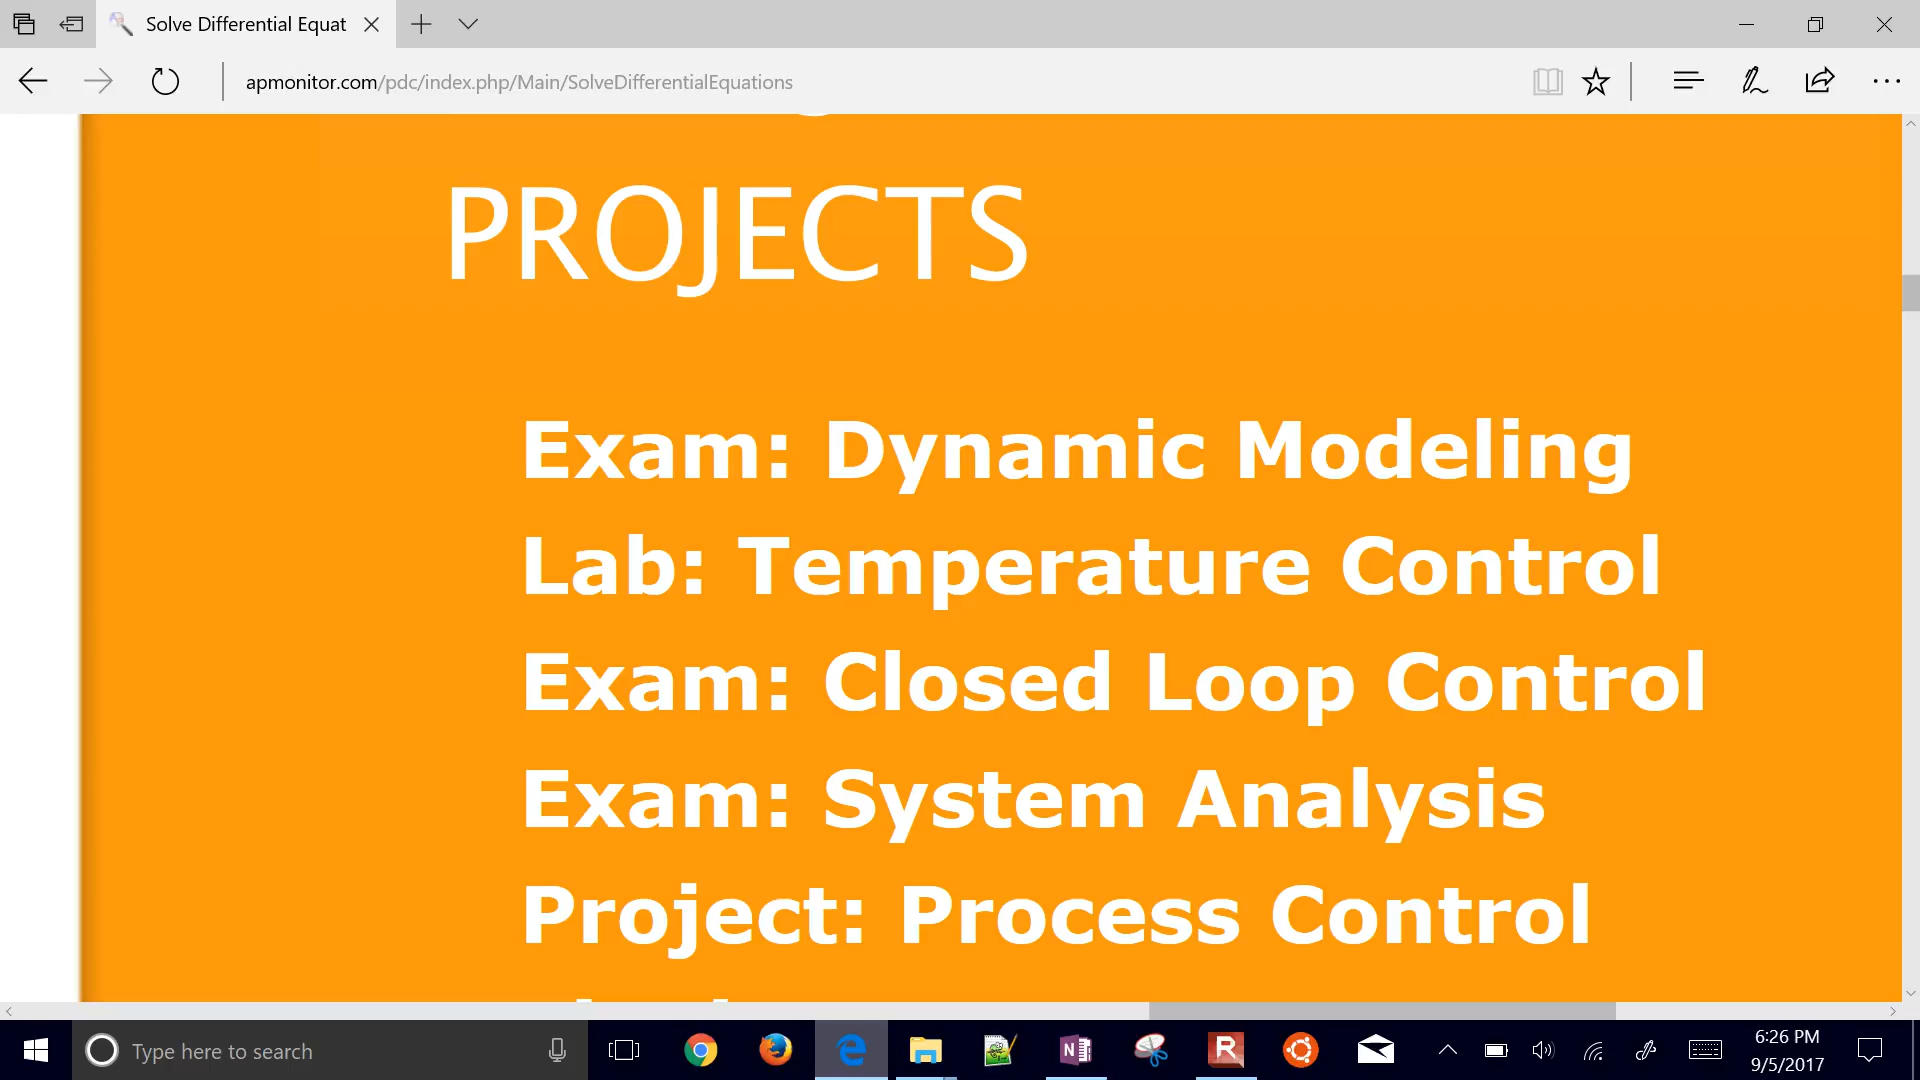 Solve Differential Equat
apmonitor.com/pdc/index.php/Main/SolveDifferentialEquations
PROJECTS
Exam: Dynamic Modeling
Lab: Temperature Control
Exam: Closed Loop Control
Exam: System Analysis
Project: Process Control
Type here to search
N
R
6:26 PM
9/5/2017